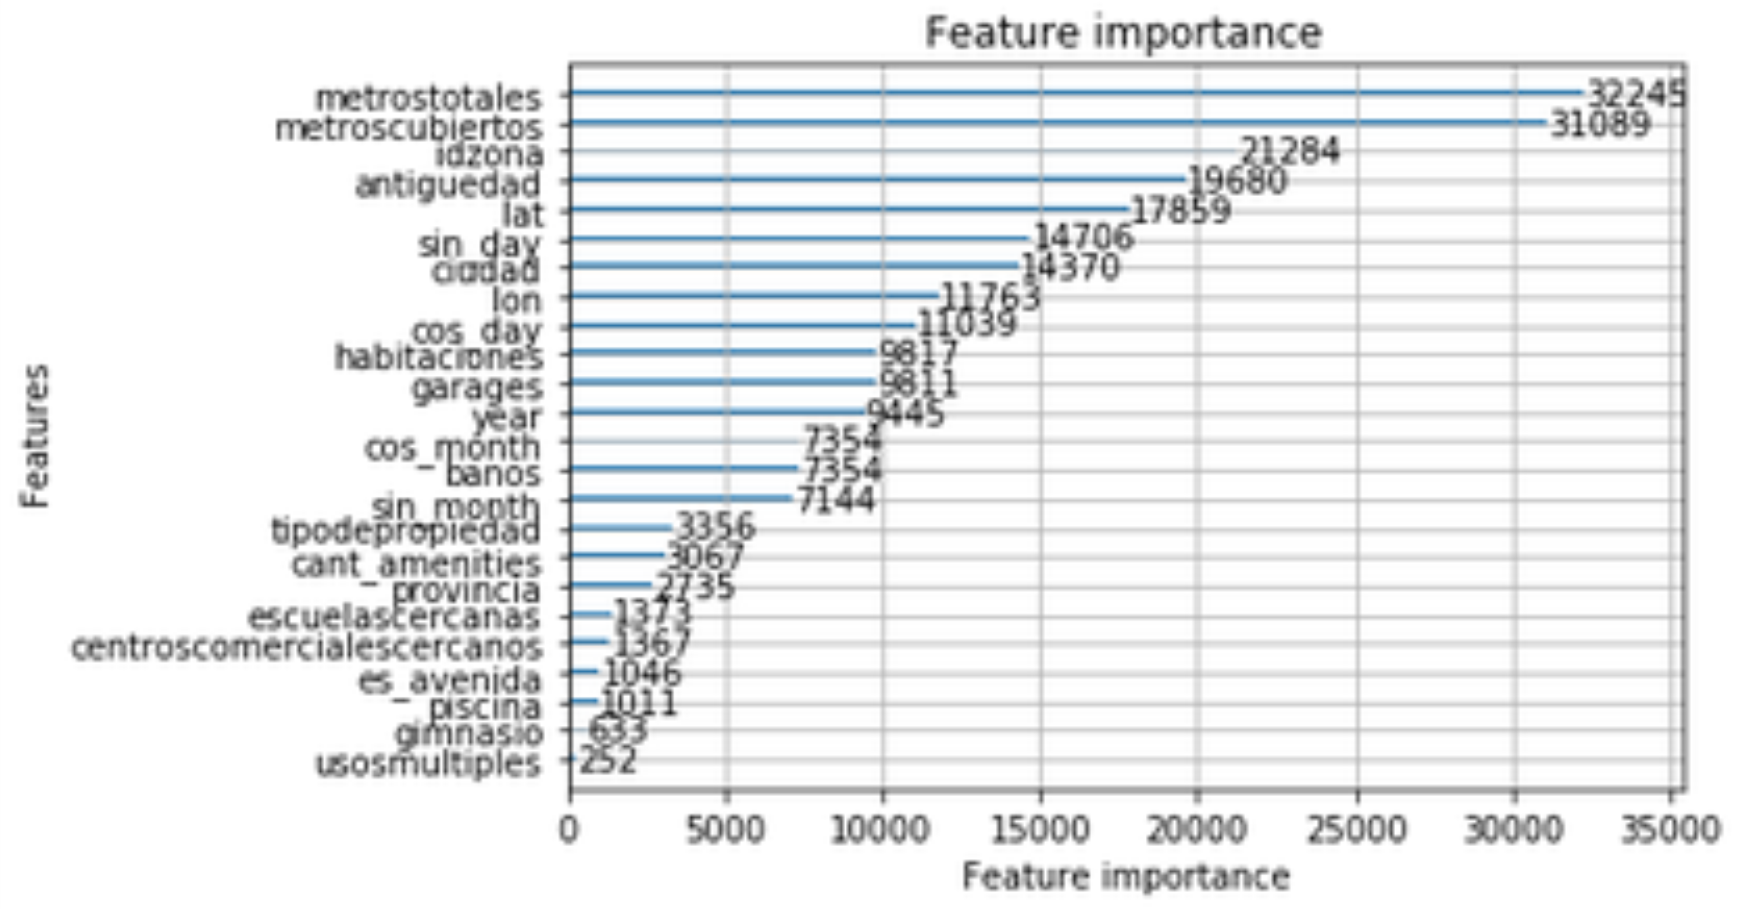 Feature importance
metrostotales 32245
metroscubiertos 31089
idzona 21284
antiguedad 19680
lat 17859
sin_day 14706
ciudad 14370
lon 11763
cos_day 11039
habitaciones 9817
garages 9811
year 9445
cos_month 7354
banos 7354
sin_month 7144
tipodepropiedad 3356
cant_amenities 3067
provincia 2735
escuelascercanas 1373
centroscomercialescercanos 1367
es_avenida 1046
piscina 1011
gimnasio 633
usosmultiples 252
Features
0 5000 10000 15000 20000 25000 30000 35000
Feature importance